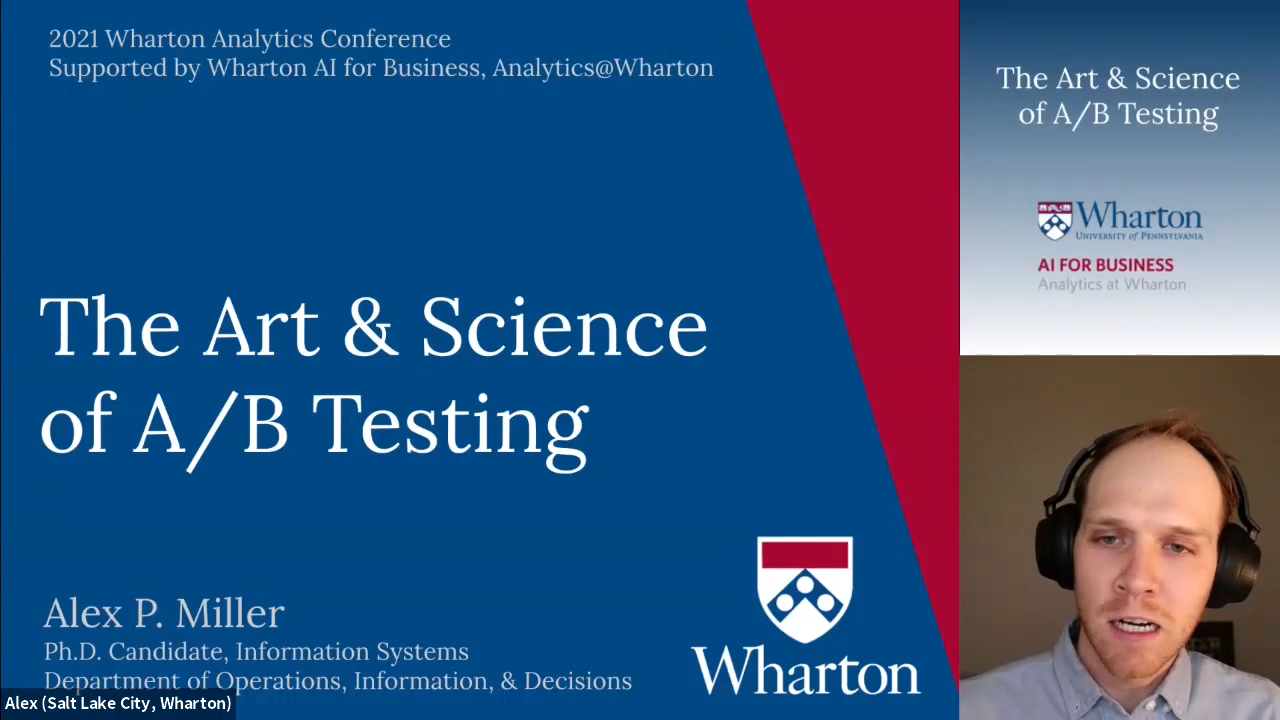 2021 Wharton Analytics Conference
Supported by Wharton AI for Business, Analytics@Wharton
The Art & Science
of A/B Testing
Alex P. Miller
Ph.D. Candidate, Information Systems
Department of Operations, Information, & Decisions
Wharton
Alex (Salt Lake City, Wharton)
The Art & Science
of A/B Testing
Wharton
UNIVERSITY of PENNSYLVANIA
AI FOR BUSINESS
Analytics at Wharton